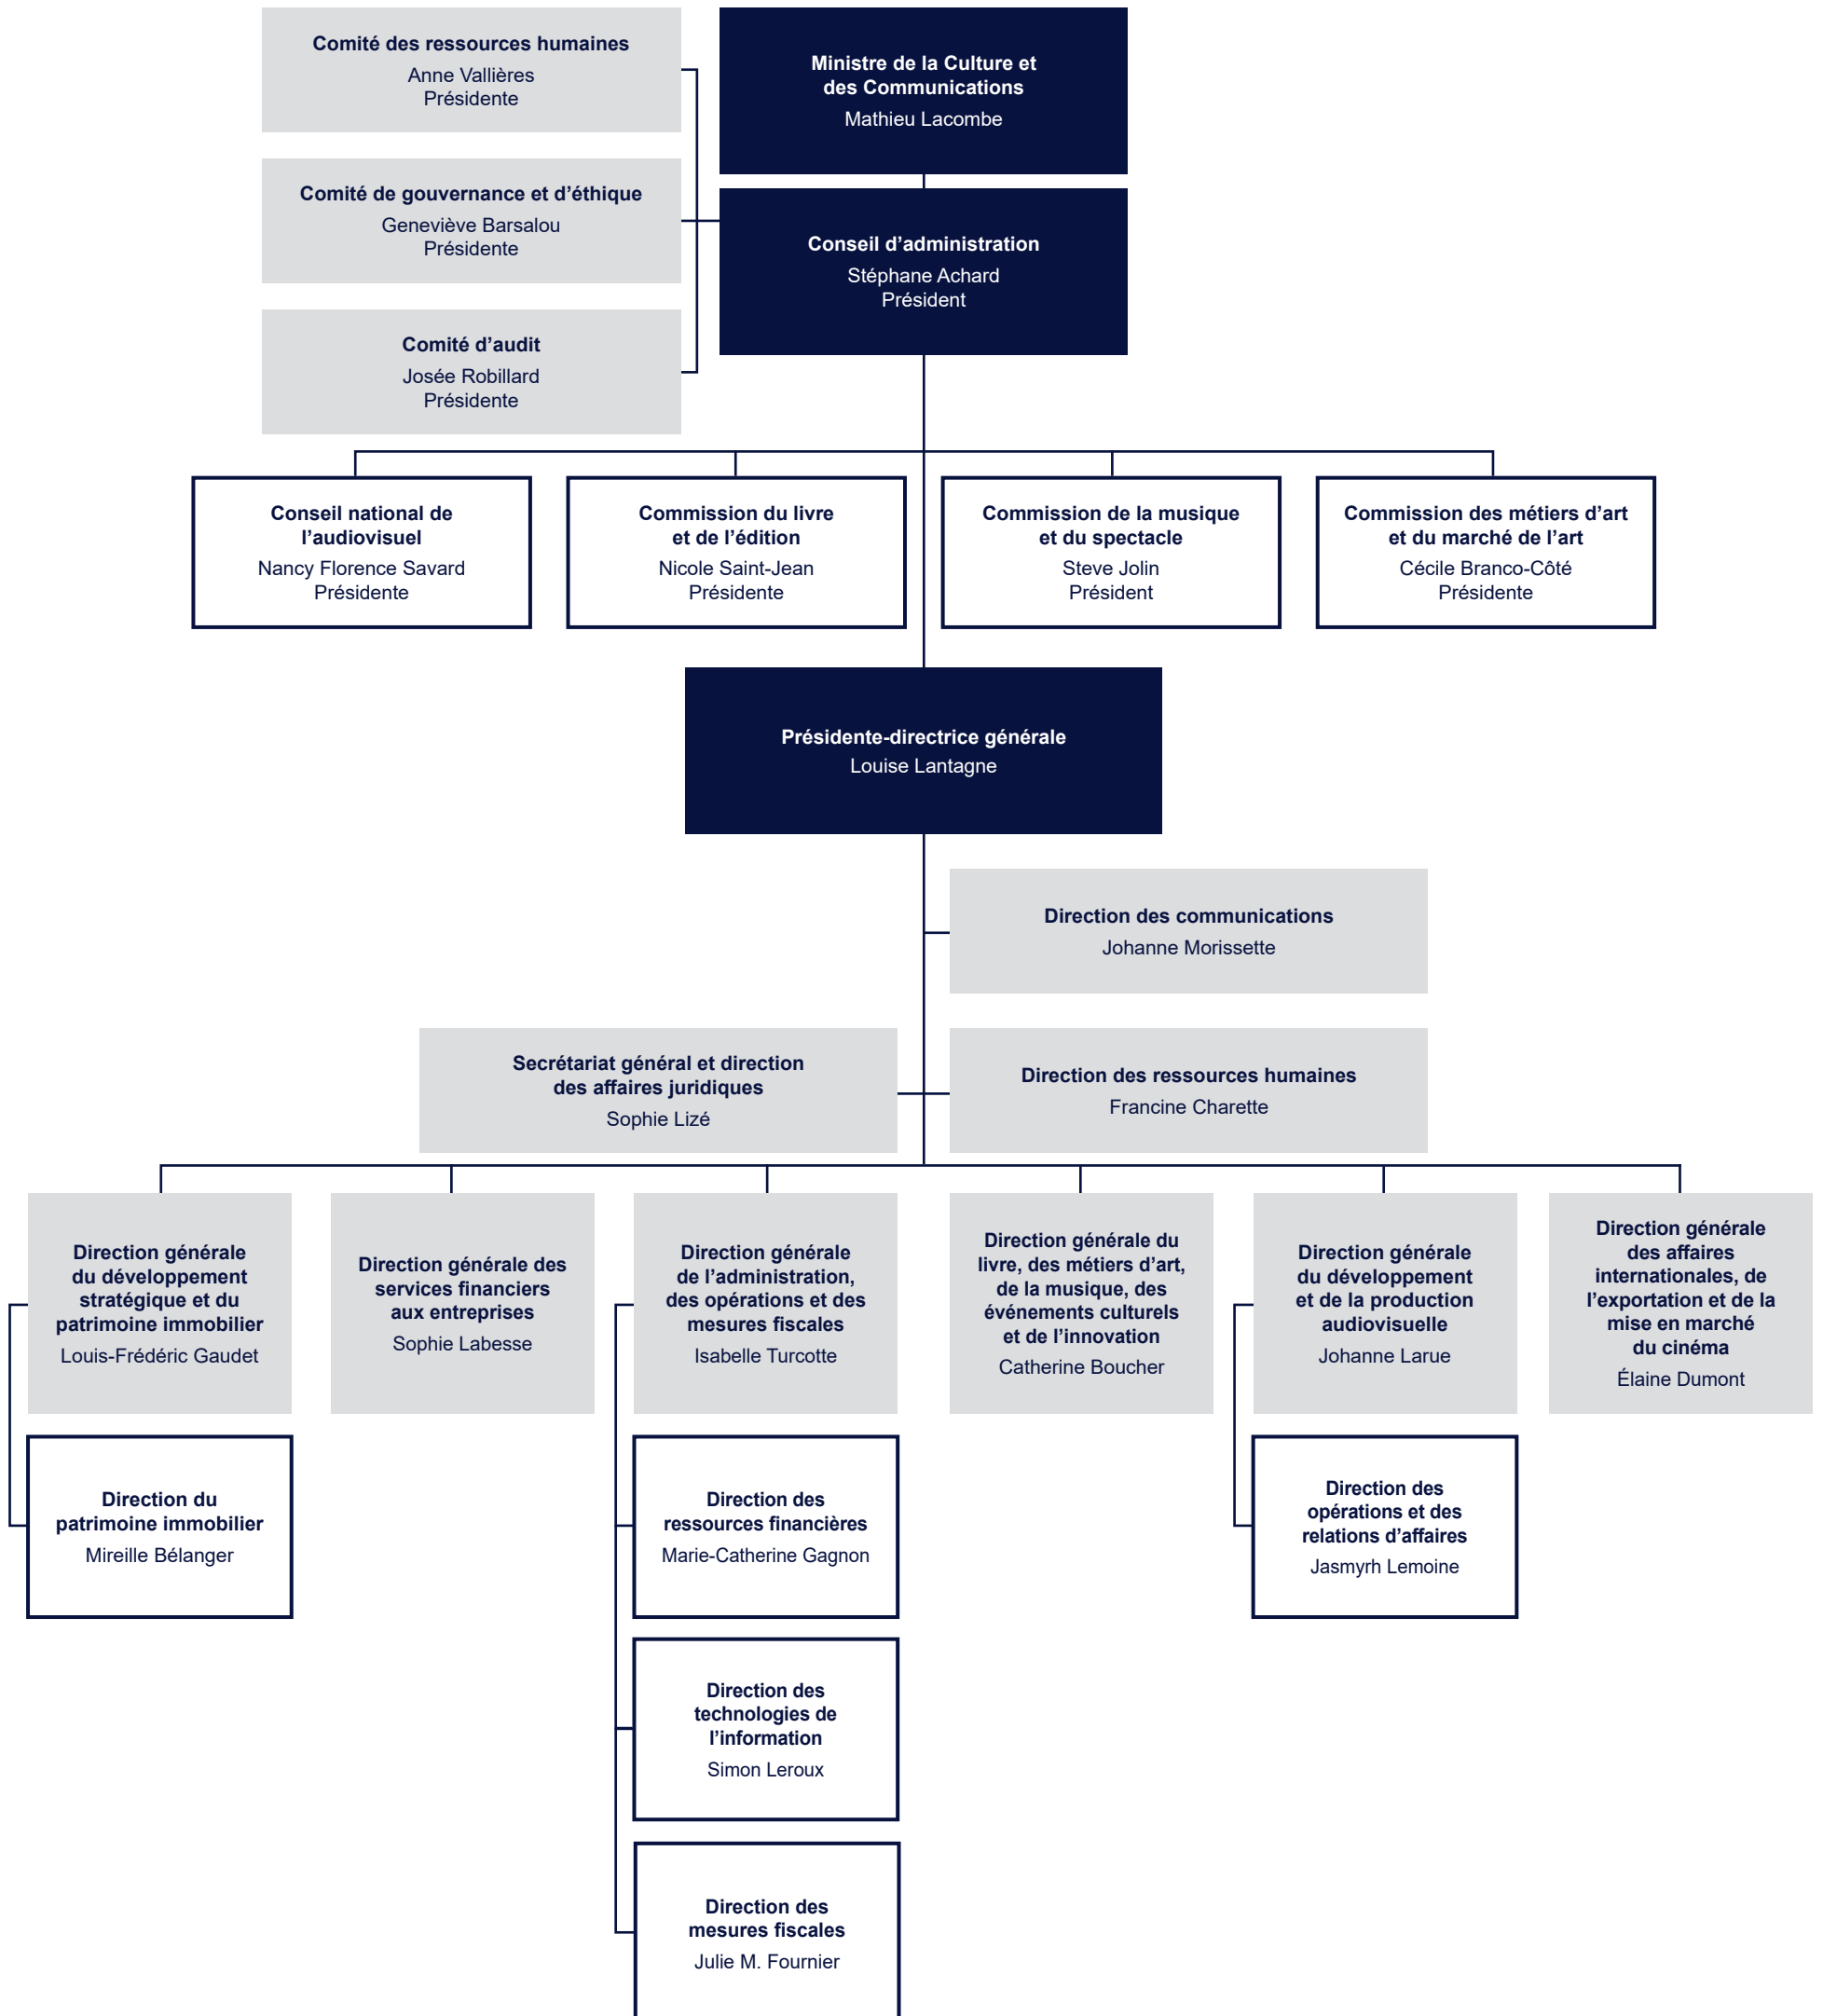 Comité des ressources humaines
Anne Vallières
Présidente
Ministre de la Culture et
des Communications
Mathieu Lacombe
Comité de gouvernance et d’éthique
Geneviève Barsalou
Présidente
Conseil d’administration
Stéphane Achard
Président
Comité d’audit
Josée Robillard
Présidente
Conseil national de
l’audiovisuel
Nancy Florence Savard
Présidente
Commission du livre
et de l’édition
Nicole Saint-Jean
Présidente
Commission de la musique
et du spectacle
Steve Jolin
Président
Commission des métiers d’art
et du marché de l’art
Cécile Branco-Côté
Présidente
Présidente-directrice générale
Louise Lantagne
Direction des communications
Johanne Morissette
Secrétariat général et direction
des affaires juridiques
Sophie Lizé
Direction des ressources humaines
Francine Charette
Direction générale
du développement
stratégique et du
patrimoine immobilier
Louis-Frédéric Gaudet
Direction générale des
services financiers
aux entreprises
Sophie Labesse
Direction générale
de l’administration,
des opérations et des
mesures fiscales
Isabelle Turcotte
Direction générale du
livre, des métiers d’art,
de la musique, des
événements culturels
et de l’innovation
Catherine Boucher
Direction générale
du développement
et de la production
audiovisuelle
Johanne Larue
Direction générale
des affaires
internationales, de
l’exportation et de la
mise en marché
du cinéma
Élaine Dumont
Direction du
patrimoine immobilier
Mireille Bélanger
Direction des
ressources financières
Marie-Catherine Gagnon
Direction des
opérations et des
relations d’affaires
Jasmyrh Lemoine
Direction des
technologies de
l’information
Simon Leroux
Direction des
mesures fiscales
Julie M. Fournier